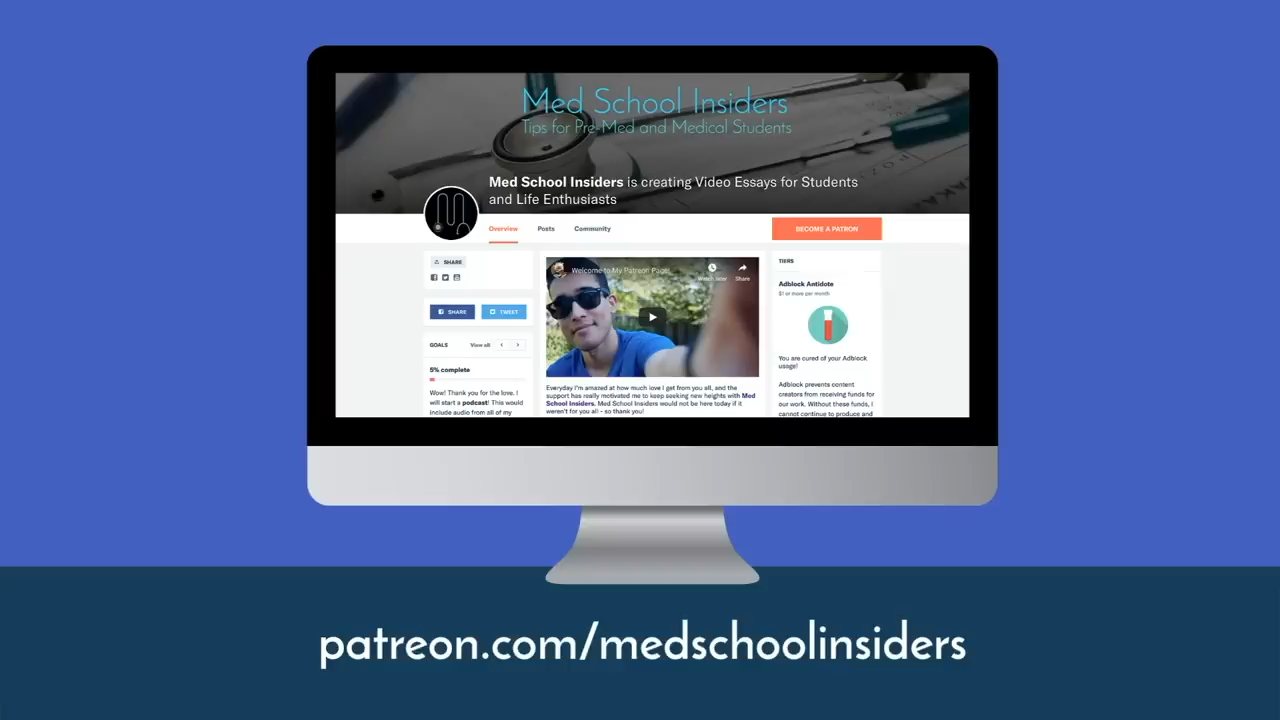 Med School Insiders
Tips for Pre-Med and Medical Students
Med School Insiders is creating Video Essays for Students
and Life Enthusiasts
Overview Posts Community
BECOME A PATRON
SHARE
SHARE TWEET
GOALS View all
5% complete
Wow! Thank you for the love. I
will start a podcast! This would
include audio from all of my
Welcome to My Patreon Page!
Watch later Share
Everyday I'm amazed at how much love I get from you all, and the
support has really motivated me to keep seeking new heights with Med
School Insiders. Med School Insiders would not be here today if it
weren't for you all - so thank you!
TIERS
Adblock Antidote
$1 or more per month
You are cured of your Adblock
usage!
Adblock prevents content
creators from receiving funds for
our work. Without these funds, I
cannot continue to produce and
patreon.com/medschoolinsiders